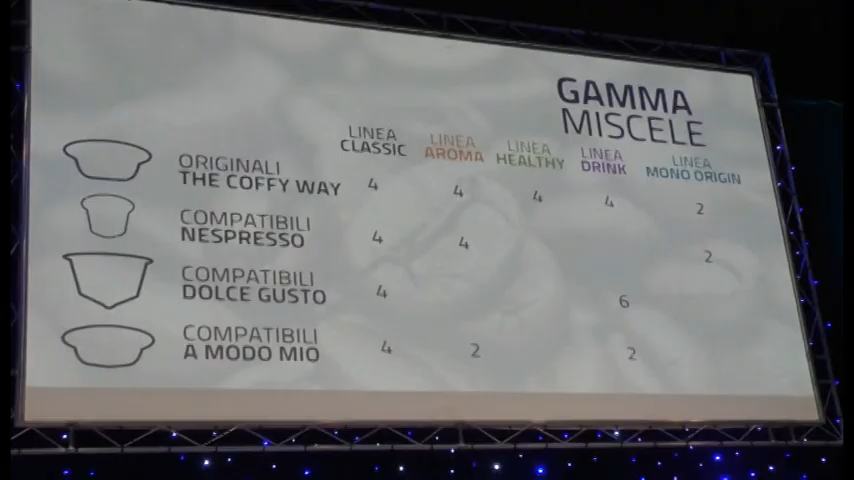 GAMMA
MISCELE
LINEA CLASSIC
LINEA AROMA
LINEA HEALTHY
LINEA DRINK
LINEA MONO ORIGIN
ORIGINALI
THE COFFY WAY 4 4 4 4 2
COMPATIBILI
NESPRESSO 4 4 2
COMPATIBILI
DOLCE GUSTO 4 6
COMPATIBILI
A MODO MIO 4 2 2